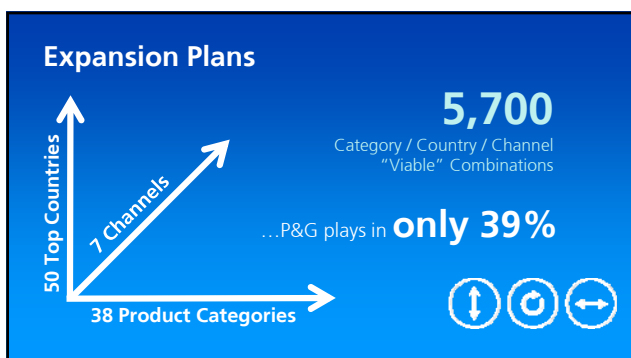 Expansion Plans
50 Top Countries
7 Channels
38 Product Categories
5,700
Category / Country / Channel
“Viable” Combinations
…P&G plays in only 39%